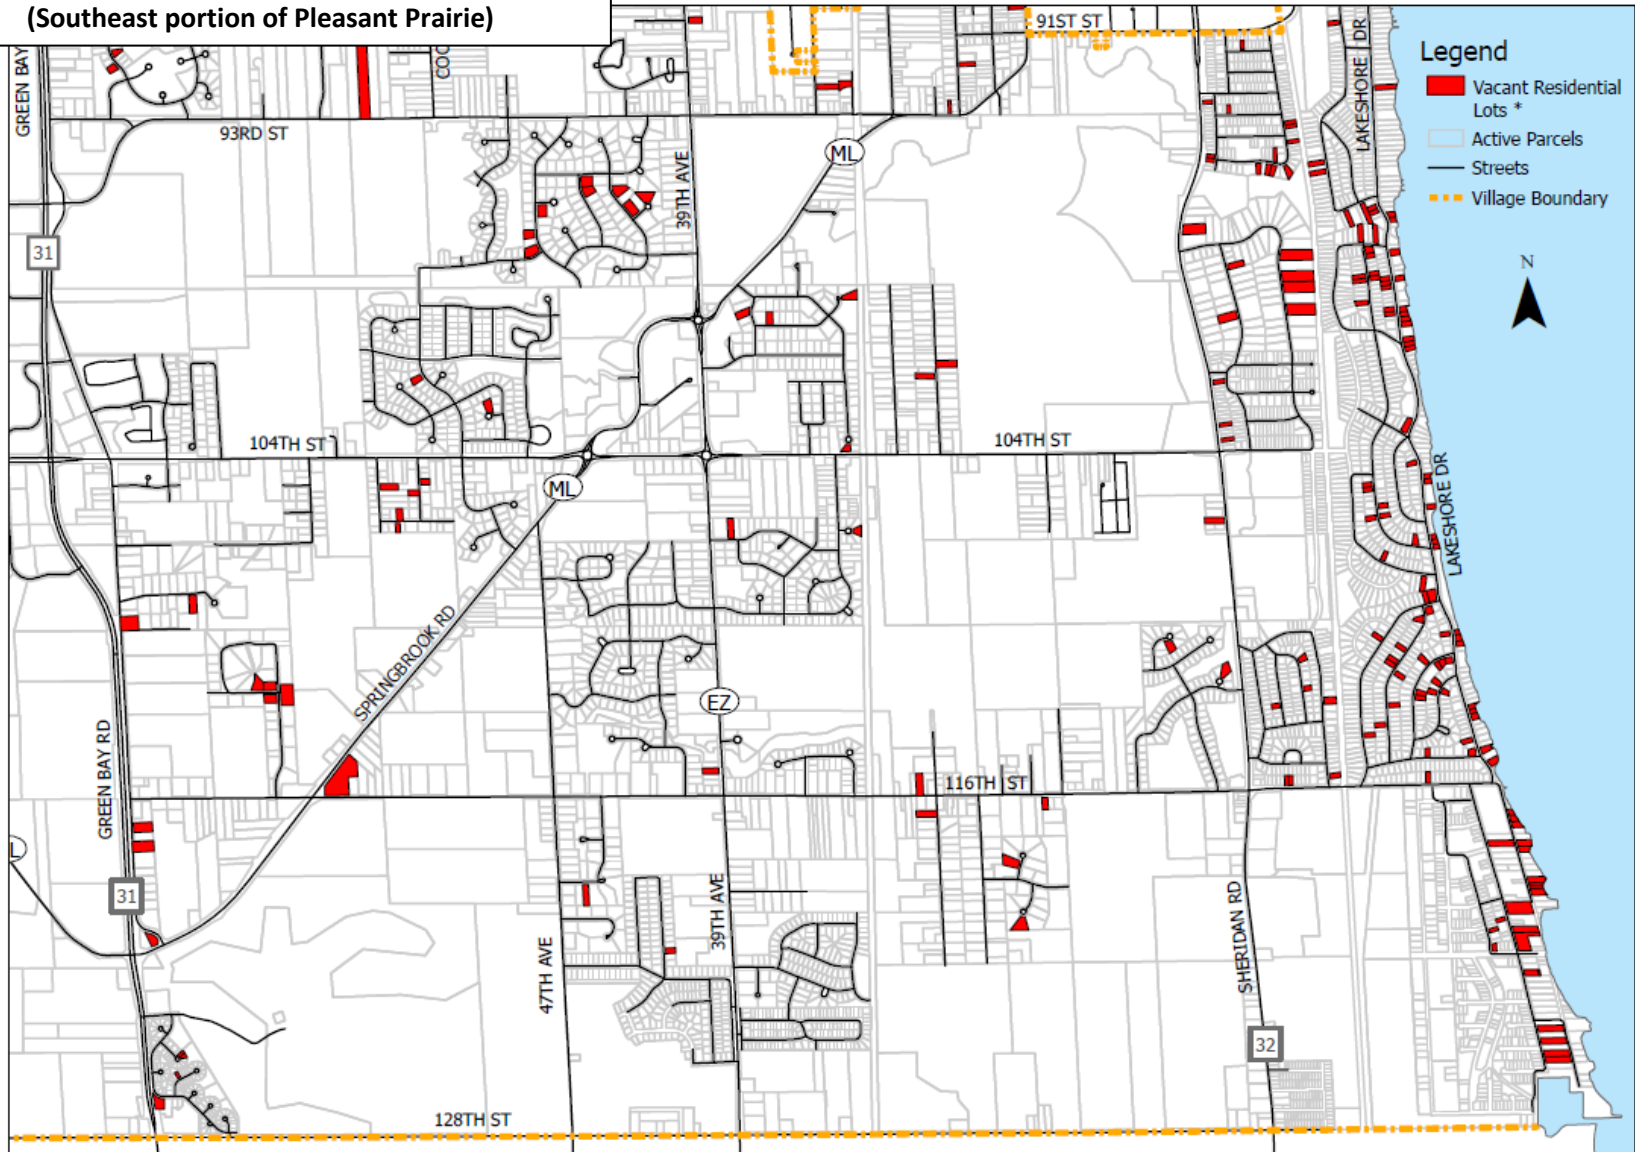 (Southeast portion of Pleasant Prairie)
91ST ST
LAKESHORE DR
Legend
Vacant Residential
Lots *
Active Parcels
Streets
Village Boundary
N
GREEN BAY
COO
93RD ST
39TH AVE
ML
31
104TH ST
104TH ST
ML
LAKESHORE DR
SPRINGBROOK RD
EZ
GREEN BAY RD
116TH ST
L
31
39TH AVE
47TH AVE
SHERIDAN RD
32
128TH ST